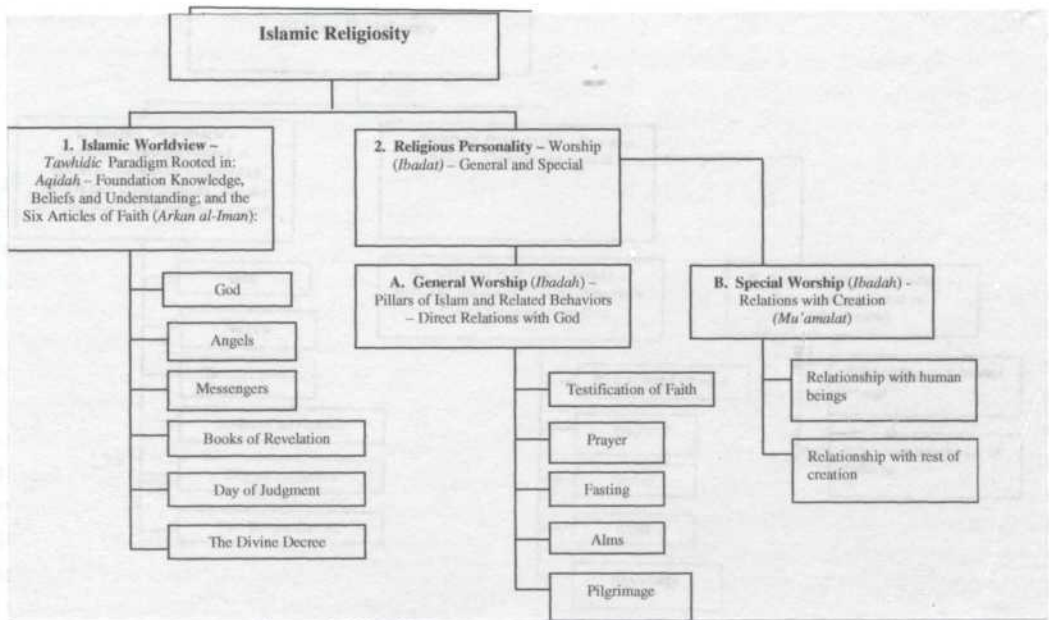 Islamic Religiosity
1. Islamic Worldview –
Tawhidic Paradigm Rooted in:
Aqidah – Foundation Knowledge,
Beliefs and Understanding; and the
Six Articles of Faith (Arkan al-Iman):
God
Angels
Messengers
Books of Revelation
Day of Judgment
The Divine Decree
2. Religious Personality – Worship
(Ibadat) – General and Special
A. General Worship (Ibadah) –
Pillars of Islam and Related Behaviors
– Direct Relations with God
Testification of Faith
Prayer
Fasting
Alms
Pilgrimage
B. Special Worship (Ibadah) -
Relations with Creation
(Mu'amalat)
Relationship with human
beings
Relationship with rest of
creation